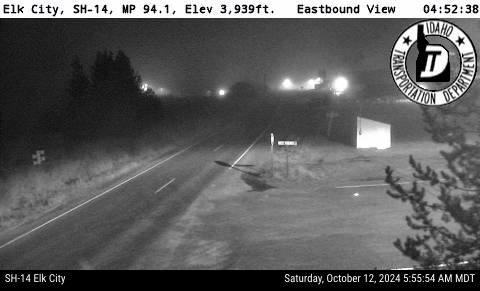 Elk City, SH-14, MP 94.1, Elev 3,939ft. Eastbound View 04:52:38
IDAHO
TRANSPORTATION DEPARTMENT
SH-14 Elk City Saturday, October 12, 2024 5:55:54 AM MDT